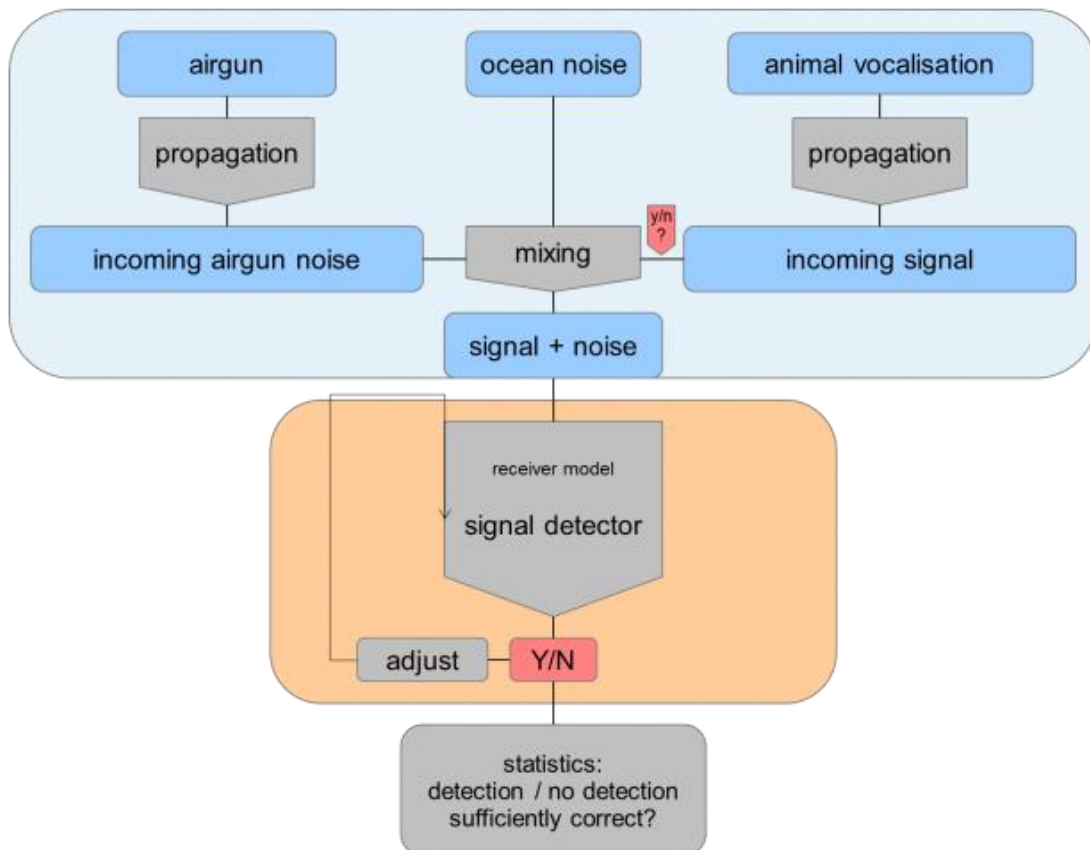 airgun
ocean noise
animal vocalisation
propagation
propagation
y/n
?
incoming airgun noise
mixing
incoming signal
signal + noise
receiver model
signal detector
adjust
Y/N
statistics:
detection / no detection
sufficiently correct?